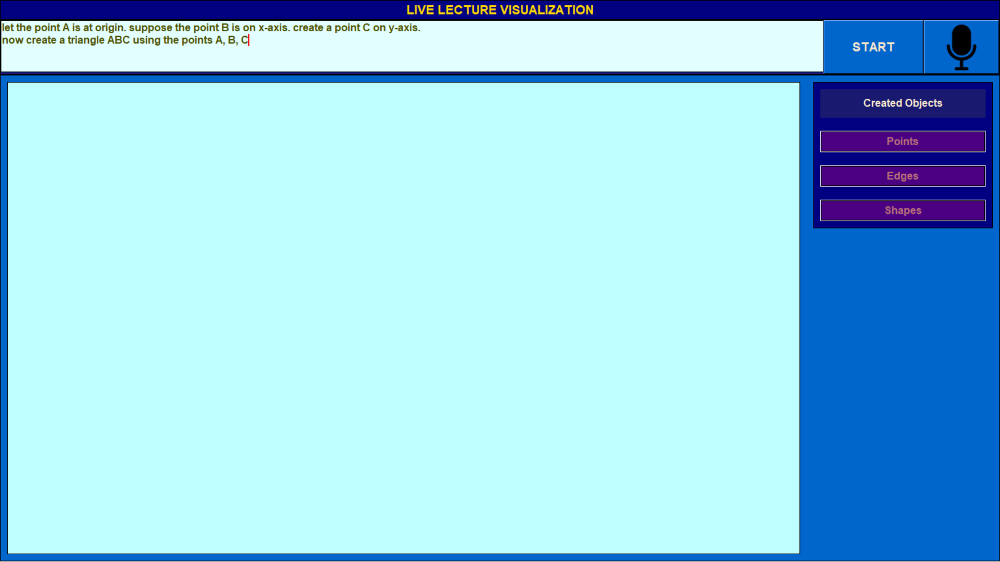 LIVE LECTURE VISUALIZATION
let the point A is at origin. suppose the point B is on x-axis. create a point C on y-axis.
now create a triangle ABC using the points A, B, C
START
Created Objects
Points
Edges
Shapes